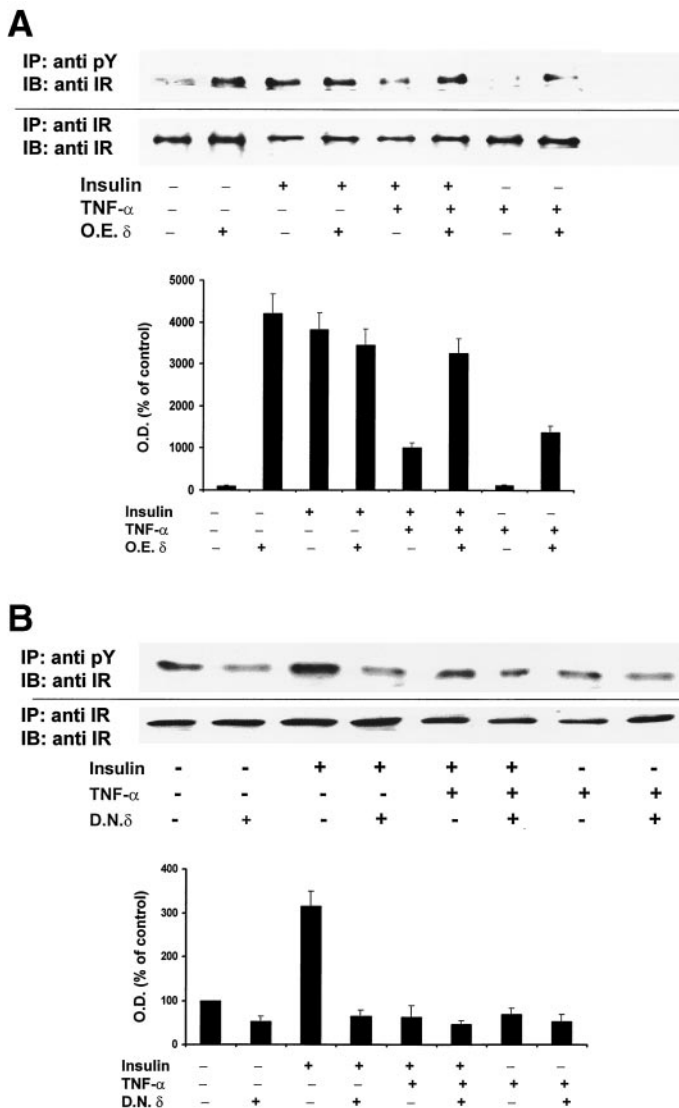 A
IP: anti pY
IB: anti IR
IP: anti IR
IB: anti IR
Insulin – – + + + + – –
TNF-α – – – – + + + +
O.E. δ – + – + – + – +
5000
4000
3000
2000
1000
0
O.D. (% of control)
Insulin – – + + + + – –
TNF-α – – – – + + + +
O.E. δ – + – + – + – +
B
IP: anti pY
IB: anti IR
IP: anti IR
IB: anti IR
Insulin - - + + + + - -
TNF-α - - - - + + + +
D.N.δ - + - + - + - +
400
300
200
100
0
O.D. (% of control)
Insulin – – + + + + – –
TNF-α – – – – + + + +
D.N. δ – + – + – + – +